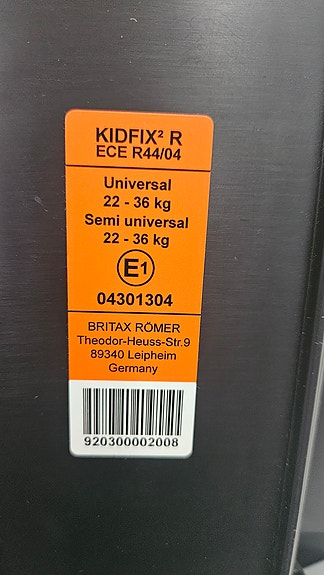 KIDFIX² R
ECE R44/04
Universal
22 - 36 kg
Semi universal
22 - 36 kg
E1
04301304
BRITAX RÖMER
Theodor-Heuss-Str.9
89340 Leipheim
Germany
920300002008